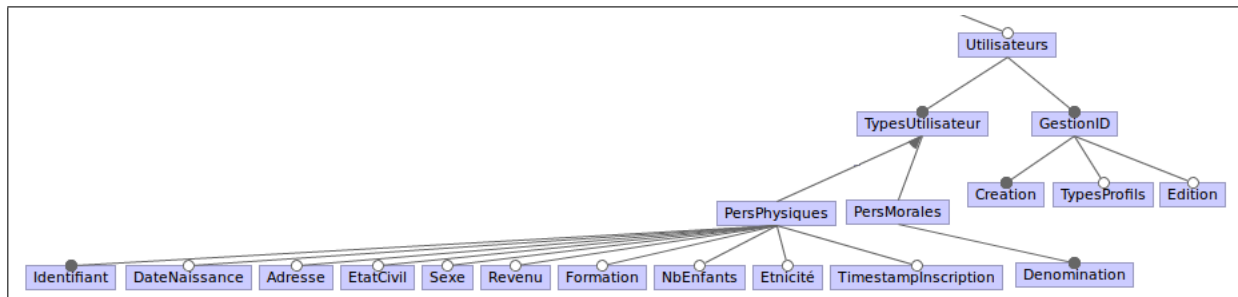 Utilisateurs
TypesUtilisateur
GestionID
Creation
TypesProfils
Edition
PersPhysiques
PersMorales
Identifiant
DateNaissance
Adresse
EtatCivil
Sexe
Revenu
Formation
NbEnfants
Etnicité
TimestampInscription
Denomination